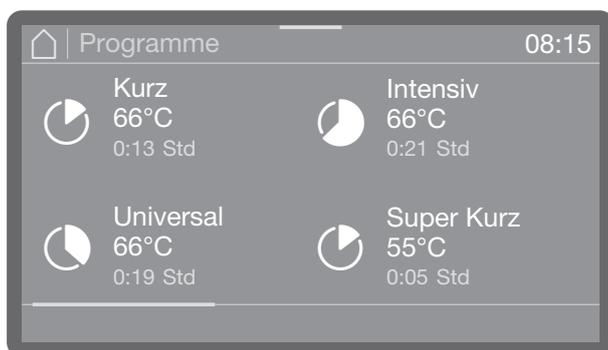 Programme 08:15
Kurz
66°C
0:13 Std
Intensiv
66°C
0:21 Std
Universal
66°C
0:19 Std
Super Kurz
55°C
0:05 Std